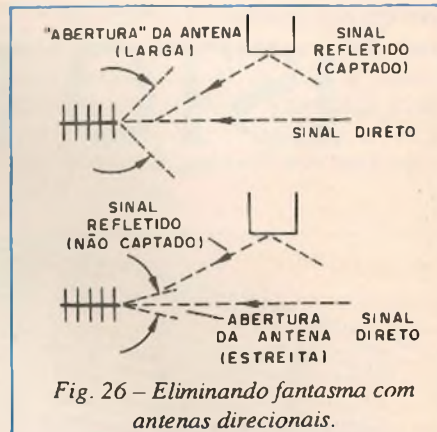 "ABERTURA" DA ANTENA
(LARGA)
SINAL
REFLETIDO
(CAPTADO)
SINAL DIRETO
SINAL
REFLETIDO
(NÃO CAPTADO)
ABERTURA
DA ANTENA
(ESTREITA)
SINAL
DIRETO
Fig. 26 – Eliminando fantasma com
antenas direcionais.